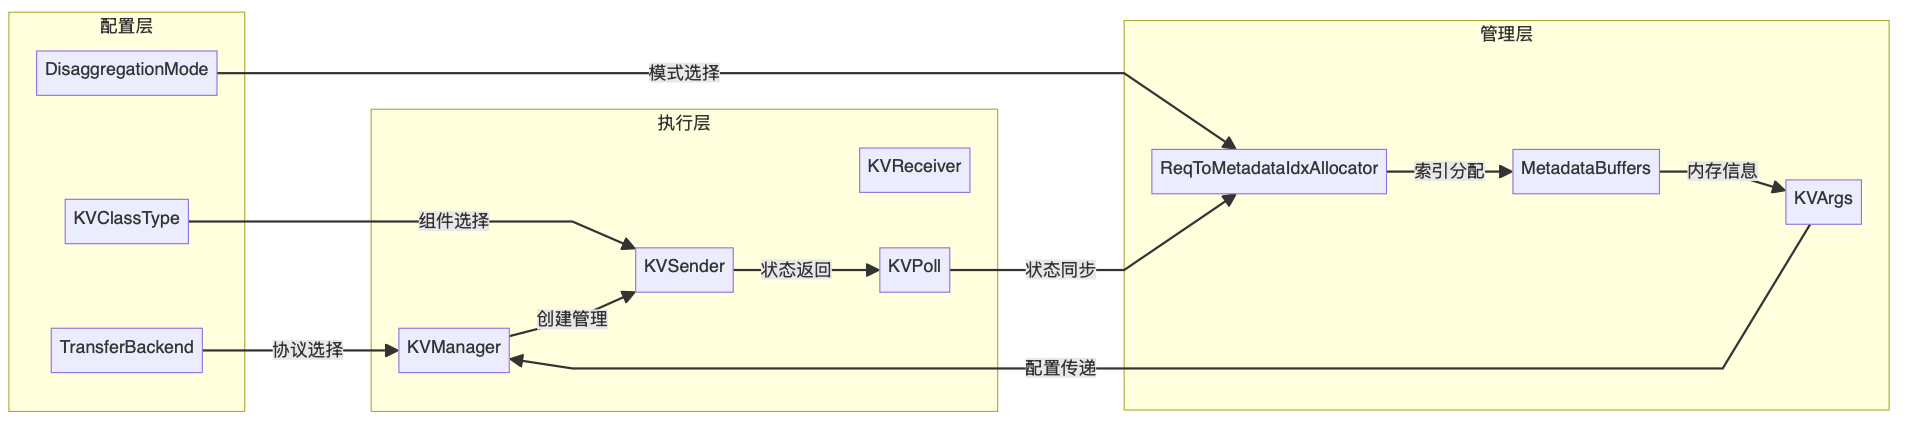 配置层
DisaggregationMode
KVClassType
TransferBackend
模式选择
组件选择
协议选择
执行层
KVReceiver
KVSender
状态返回
KVPoll
创建管理
KVManager
状态同步
配置传递
管理层
ReqToMetadataIdxAllocator
索引分配
MetadataBuffers
内存信息
KVArgs